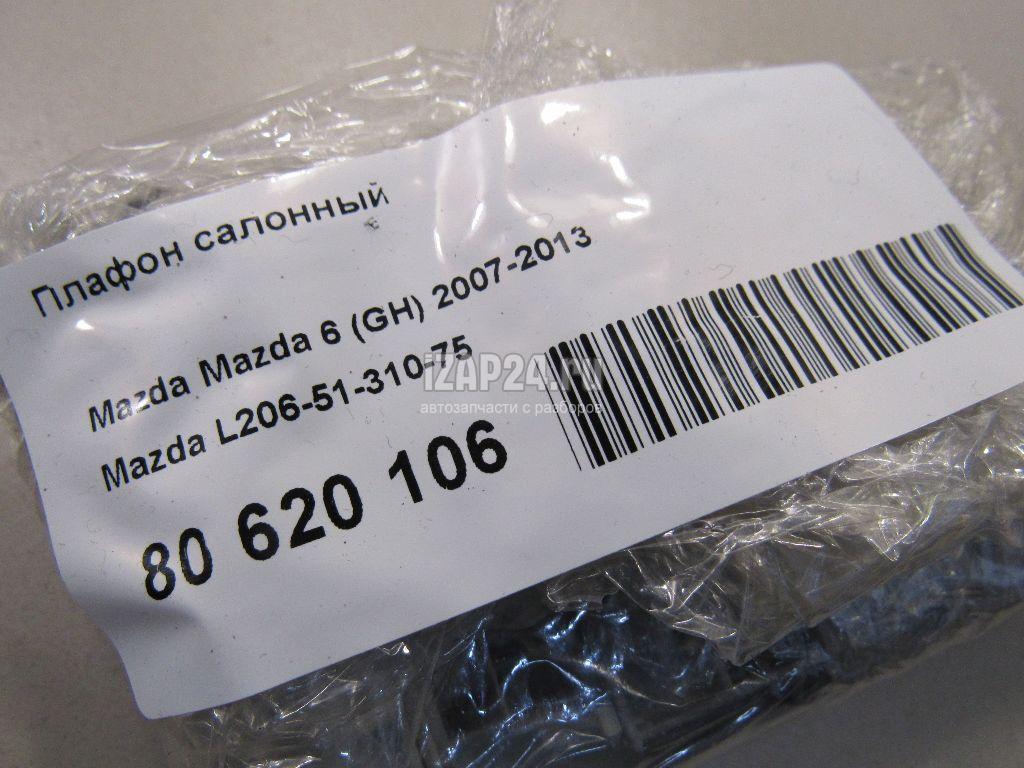 Плафон салонный
Mazda Mazda 6 (GH) 2007-2013
Mazda L206-51-310-75
80 620 106
iZAP24.ru
автозапчасти с разборов